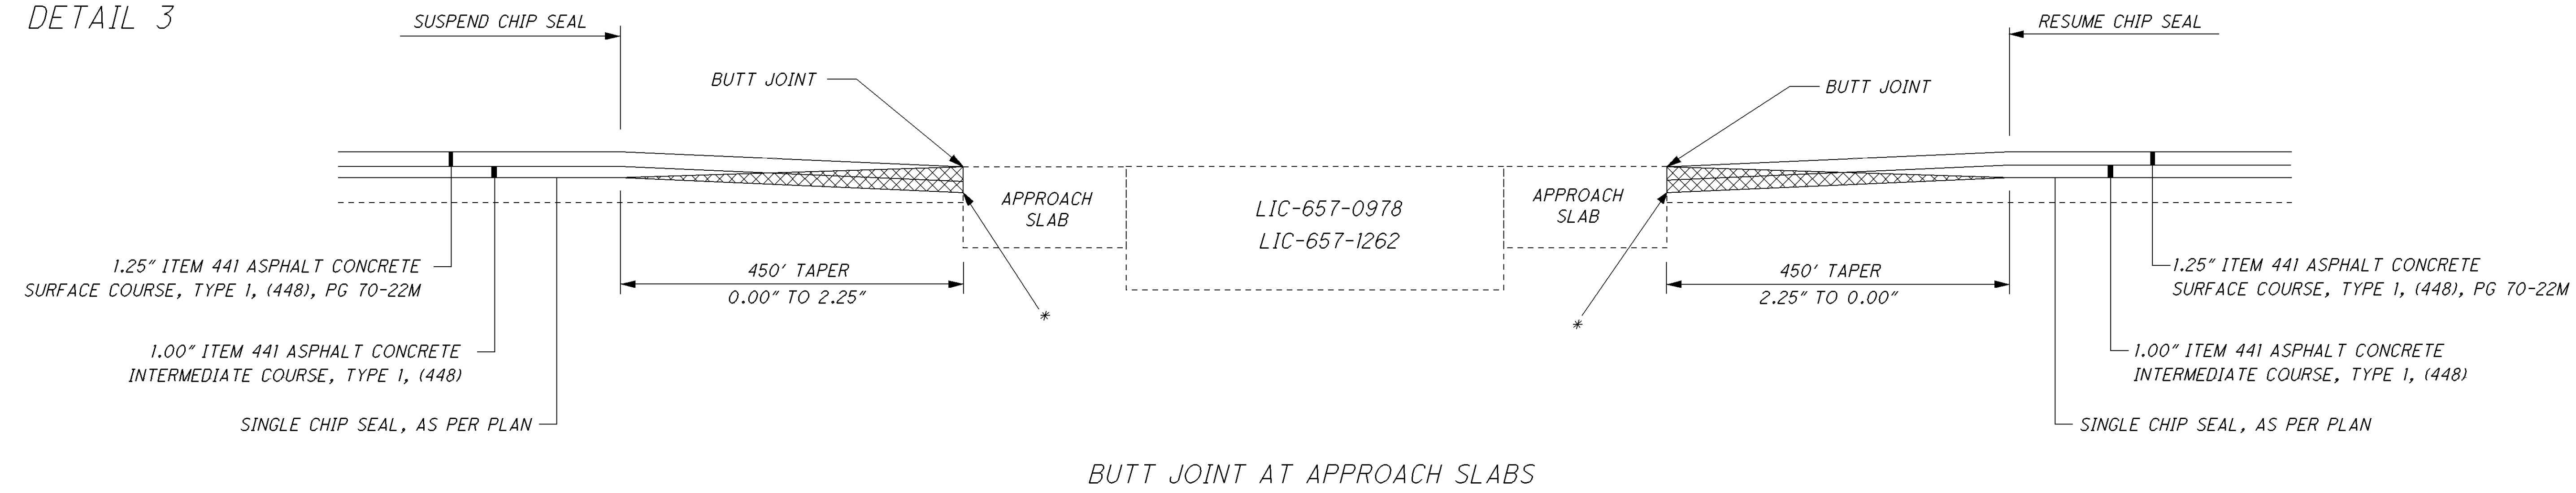 DETAIL 3
SUSPEND CHIP SEAL
RESUME CHIP SEAL
BUTT JOINT
BUTT JOINT
APPROACH
SLAB
LIC-657-0978
LIC-657-1262
APPROACH
SLAB
1.25" ITEM 441 ASPHALT CONCRETE
SURFACE COURSE, TYPE 1, (448), PG 70-22M
450' TAPER
0.00" TO 2.25"
*
*
450' TAPER
2.25" TO 0.00"
1.25" ITEM 441 ASPHALT CONCRETE
SURFACE COURSE, TYPE 1, (448), PG 70-22M
1.00" ITEM 441 ASPHALT CONCRETE
INTERMEDIATE COURSE, TYPE 1, (448)
1.00" ITEM 441 ASPHALT CONCRETE
INTERMEDIATE COURSE, TYPE 1, (448)
SINGLE CHIP SEAL, AS PER PLAN
SINGLE CHIP SEAL, AS PER PLAN
BUTT JOINT AT APPROACH SLABS